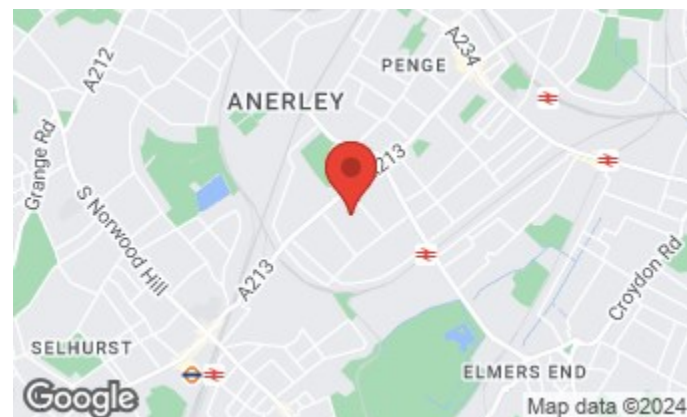 A234
PENGE
A212
ANERLEY
A213
Grange Rd
S Norwood Hill
A213
Croydon Rd
SELHURST
ELMERS END
Google
Map data ©2024